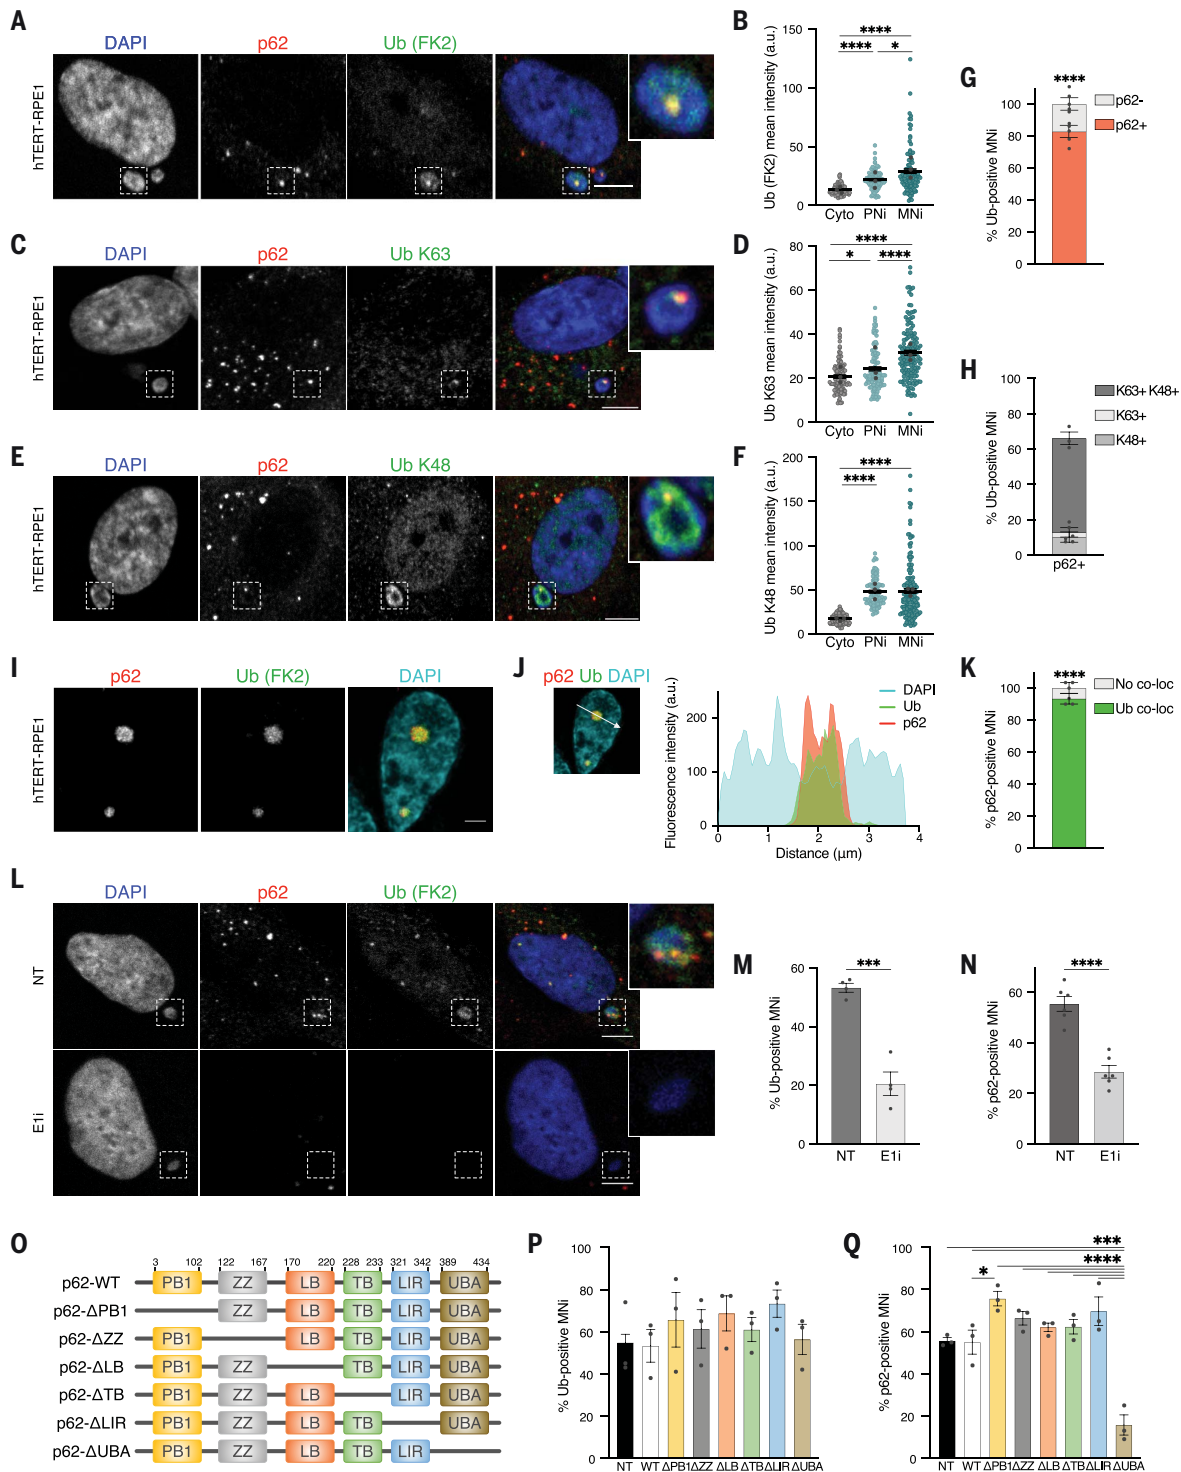 A
DAPI
p62
Ub (FK2)
hTERT-RPE1
B
Ub (FK2) mean intensity (a.u.)
150
100
50
0
****
**** *
Cyto PNi MNi
G
% Ub-positive MNi
****
100
80
60
40
20
0
p62-
p62+
C
DAPI
p62
Ub K63
hTERT-RPE1
D
Ub K63 mean intensity (a.u.)
80
60
40
20
0
****
* ****
Cyto PNi MNi
E
DAPI
p62
Ub K48
hTERT-RPE1
F
Ub K48 mean intensity (a.u.)
200
150
100
50
0
****
****
Cyto PNi MNi
H
% Ub-positive MNi
100
80
60
40
20
0
p62+
K63+ K48+
K63+
K48+
I
p62
Ub (FK2)
DAPI
hTERT-RPE1
J
p62 Ub DAPI
Fluorescence intensity (a.u.)
200
100
0
0 1 2 3 4
Distance (μm)
DAPI
Ub
p62
K
% p62-positive MNi
****
100
80
60
40
20
0
No co-loc
Ub co-loc
L
DAPI
p62
Ub (FK2)
NT
E1i
M
% Ub-positive MNi
***
60
40
20
0
NT E1i
N
% p62-positive MNi
****
60
40
20
0
NT E1i
O
3 102 122 167 170 220 228 233 321 342 389 434
p62-WT PB1 ZZ LB TB LIR UBA
p62-ΔPB1 ZZ LB TB LIR UBA
p62-ΔZZ PB1 LB TB LIR UBA
p62-ΔLB PB1 ZZ TB LIR UBA
p62-ΔTB PB1 ZZ LB LIR UBA
p62-ΔLIR PB1 ZZ LB TB UBA
p62-ΔUBA PB1 ZZ LB TB LIR
P
% Ub-positive MNi
100
80
60
40
20
0
NT WT ΔPB1 ΔZZ ΔLB ΔTB ΔLIR ΔUBA
Q
% p62-positive MNi
***
****
*
100
80
60
40
20
0
NT WT ΔPB1 ΔZZ ΔLB ΔTB ΔLIR ΔUBA